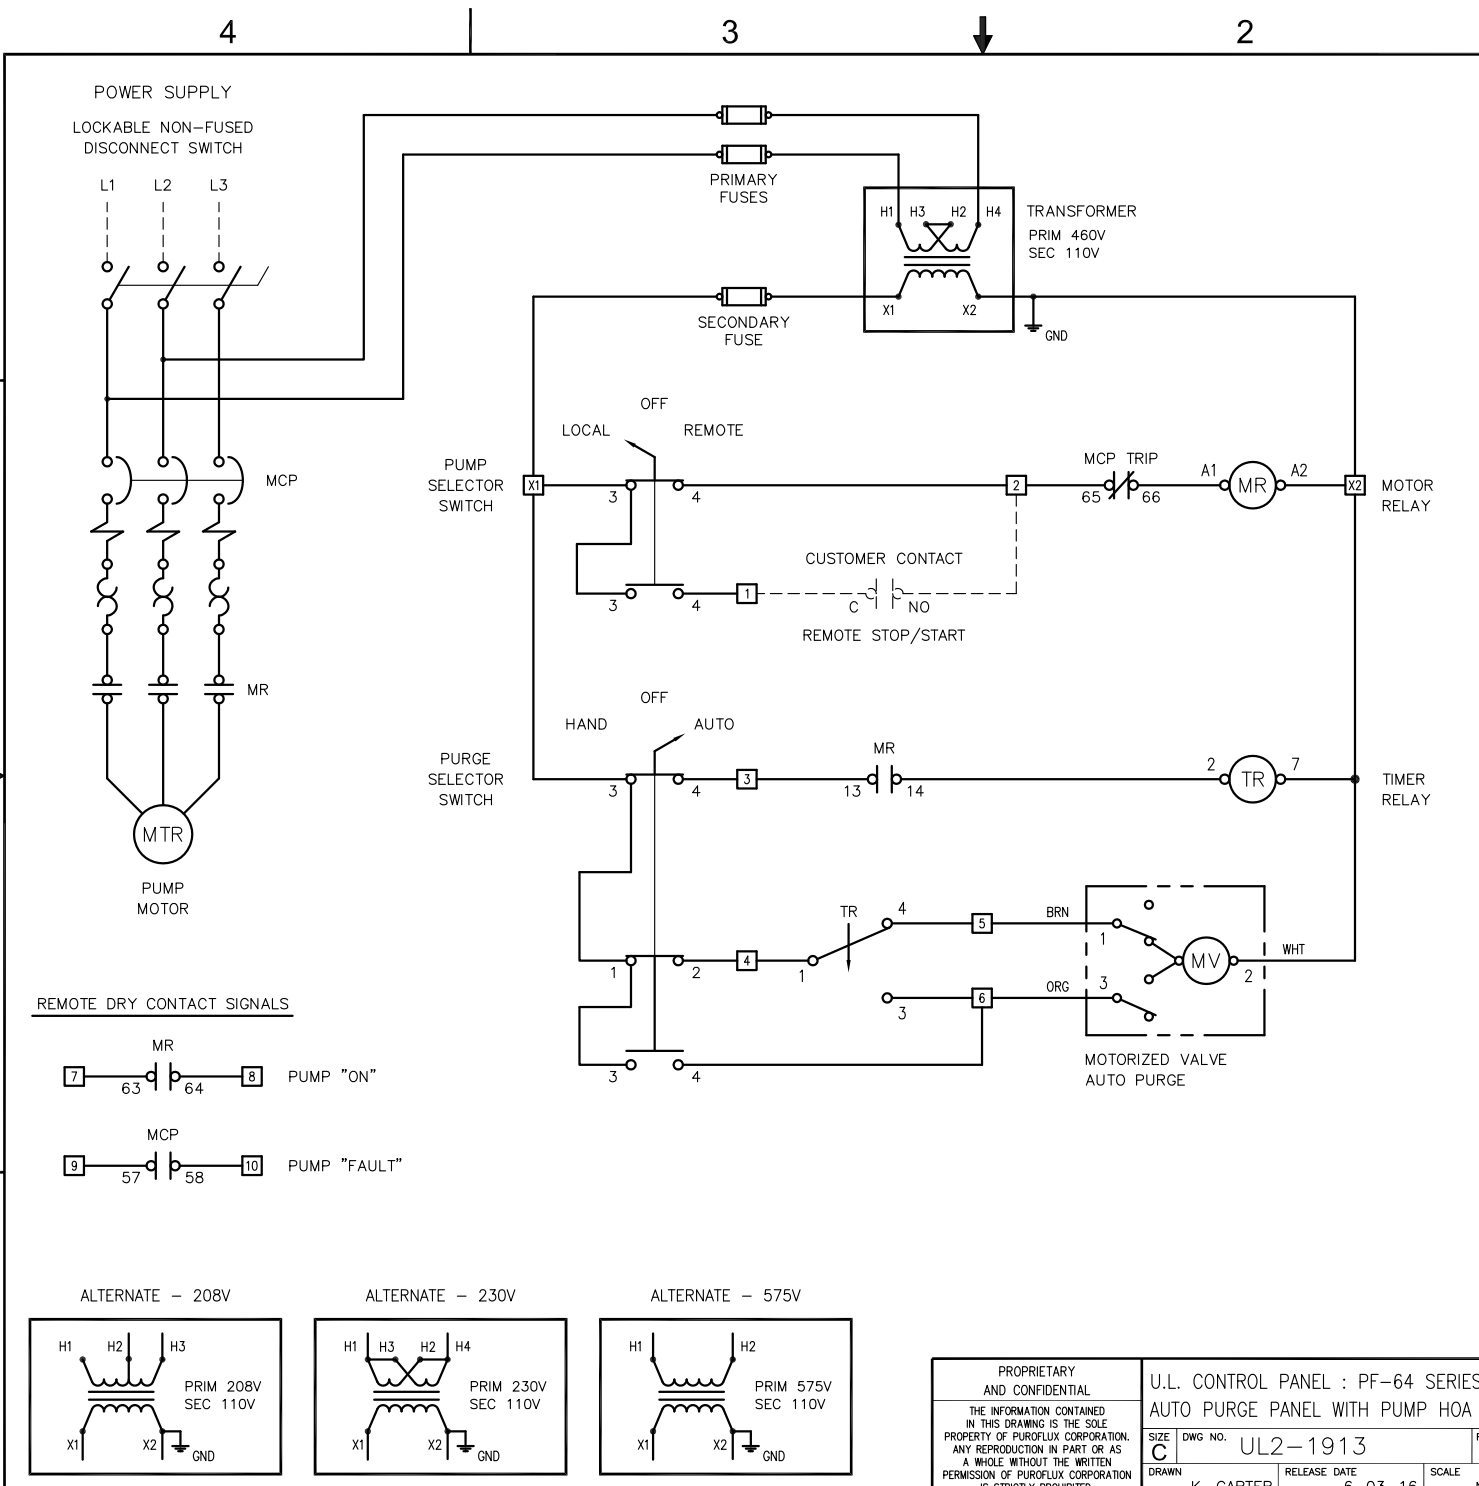 4 3 2
POWER SUPPLY
LOCKABLE NON-FUSED
DISCONNECT SWITCH
L1 L2 L3
PRIMARY
FUSES
H1 H3 H2 H4
TRANSFORMER
PRIM 460V
SEC 110V
X1 X2
GND
SECONDARY
FUSE
MCP
OFF
LOCAL REMOTE
PUMP
SELECTOR
SWITCH
X1
3 4
2
MCP TRIP
65 66
A1 MR A2
X2
MOTOR
RELAY
CUSTOMER CONTACT
3 4
1
C NO
REMOTE STOP/START
MR
OFF
HAND AUTO
PURGE
SELECTOR
SWITCH
3 4
3
MR
13 14
2 TR 7
TIMER
RELAY
MTR
PUMP
MOTOR
1 2
4
TR
1 4
3
5
BRN
6
ORG
1
3
MV
2
WHT
3 4
MOTORIZED VALVE
AUTO PURGE
REMOTE DRY CONTACT SIGNALS
MR
7 63 64 8 PUMP "ON"
MCP
9 57 58 10 PUMP "FAULT"
ALTERNATE - 208V
H1 H2 H3
PRIM 208V
SEC 110V
X1 X2 GND
ALTERNATE - 230V
H1 H3 H2 H4
PRIM 230V
SEC 110V
X1 X2 GND
ALTERNATE - 575V
H1 H2
PRIM 575V
SEC 110V
X1 X2 GND
PROPRIETARY
AND CONFIDENTIAL
THE INFORMATION CONTAINED
IN THIS DRAWING IS THE SOLE
PROPERTY OF PUROFLUX CORPORATION.
ANY REPRODUCTION IN PART OR AS
A WHOLE WITHOUT THE WRITTEN
PERMISSION OF PUROFLUX CORPORATION
IS STRICTLY PROHIBITED
U.L. CONTROL PANEL : PF-64 SERIES
AUTO PURGE PANEL WITH PUMP HOA
SIZE
C
DWG NO. UL2-1913
DRAWN
K. CARTER
RELEASE DATE
6-03-16
SCALE